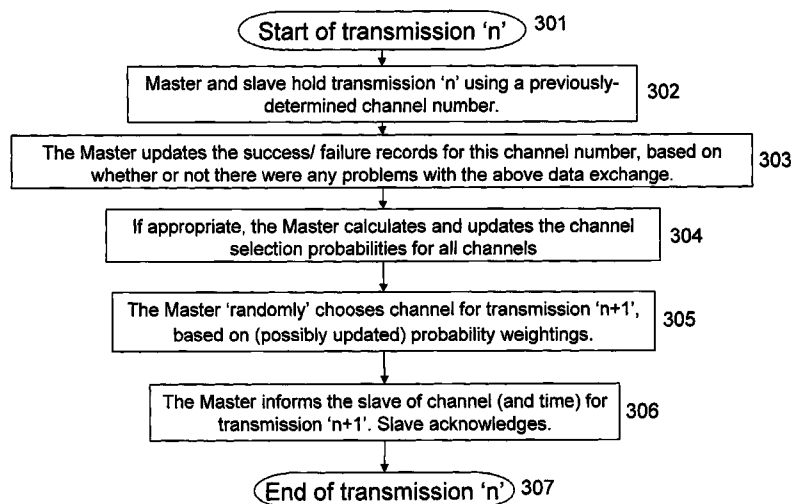 Start of transmission ‘n’ 301
Master and slave hold transmission ‘n’ using a previously-
determined channel number. 302
The Master updates the success/ failure records for this channel number, based on
whether or not there were any problems with the above data exchange. 303
If appropriate, the Master calculates and updates the channel
selection probabilities for all channels 304
The Master ‘randomly’ chooses channel for transmission ‘n+1’,
based on (possibly updated) probability weightings. 305
The Master informs the slave of channel (and time) for
transmission ‘n+1’. Slave acknowledges. 306
End of transmission ‘n’ 307